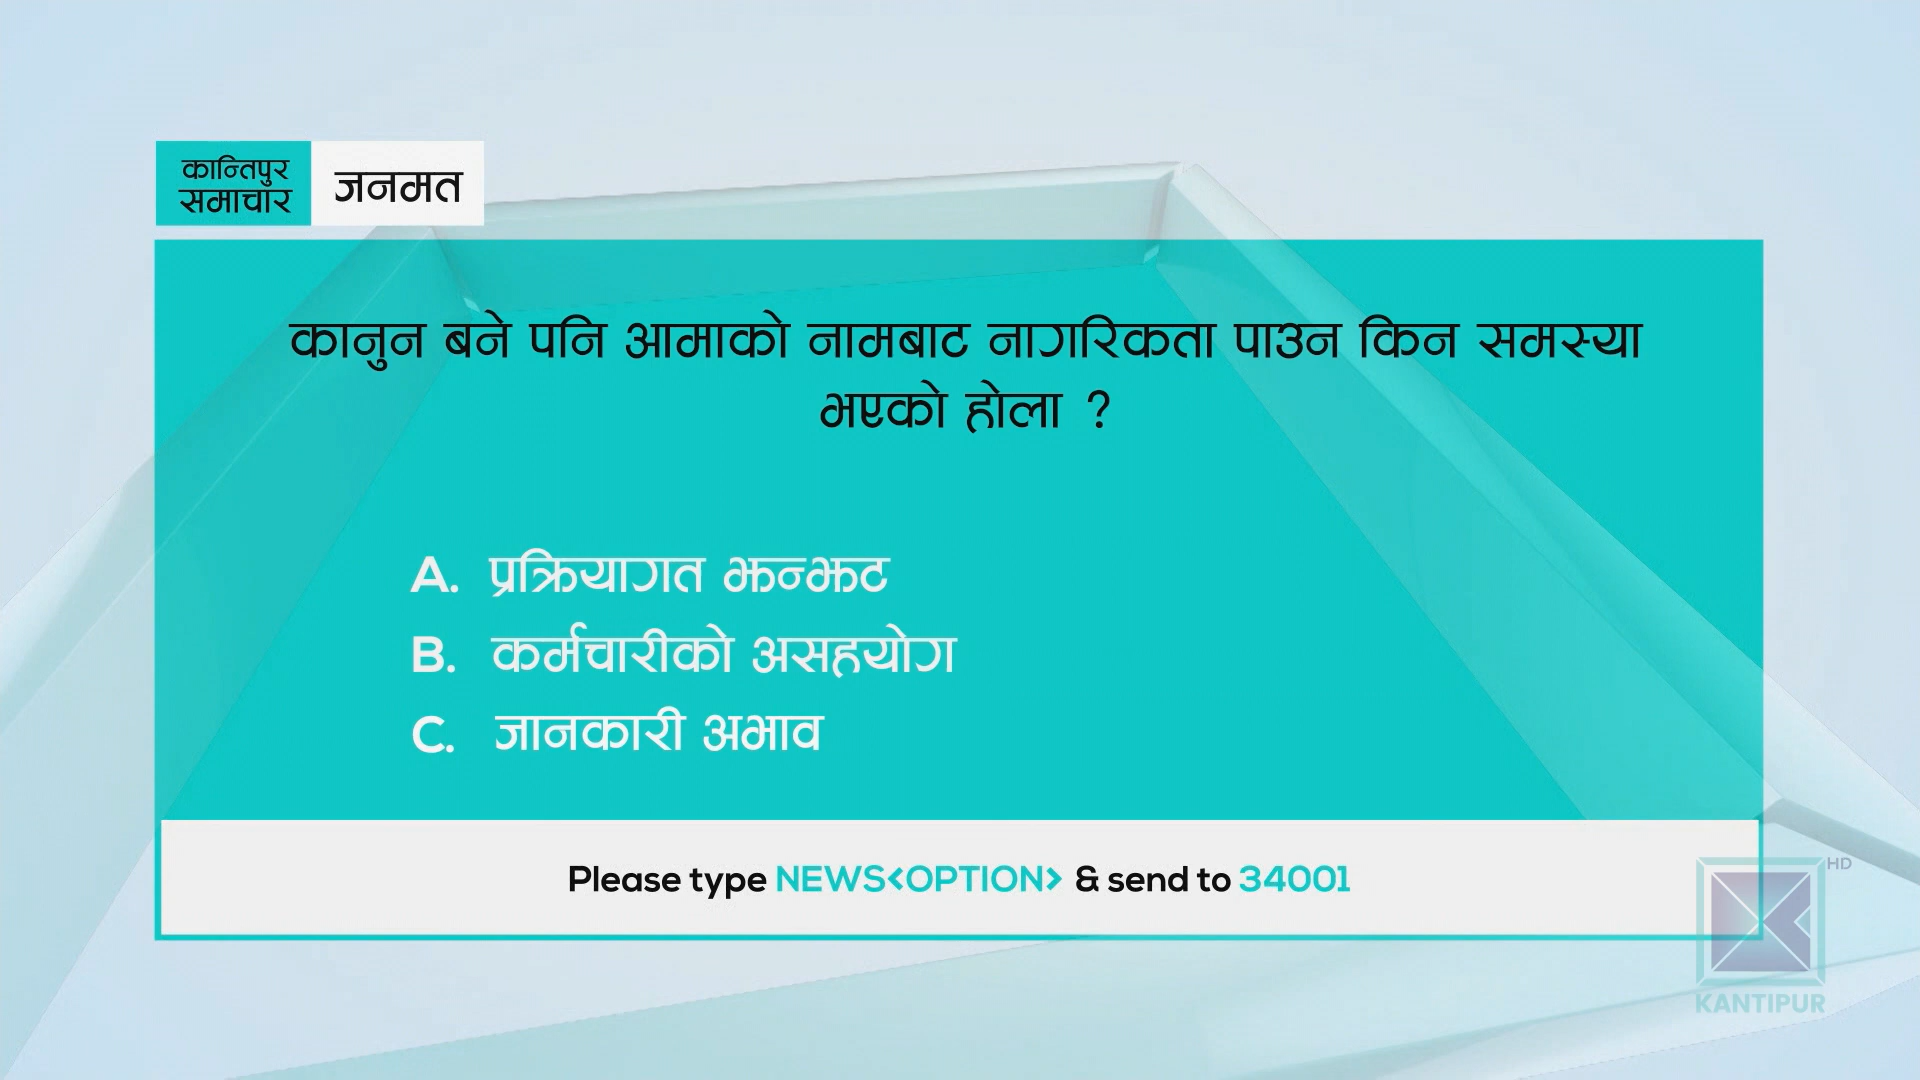 कान्तिपुर
समाचार
जनमत
कानुन बने पनि आमाको नामबाट नागरिकता पाउन किन समस्या
भएको होला ?
A. प्रक्रियागत झन्झट
B. कर्मचारीको असहयोग
C. जानकारी अभाव
Please type NEWS<OPTION> & send to 34001
HD
KANTIPUR